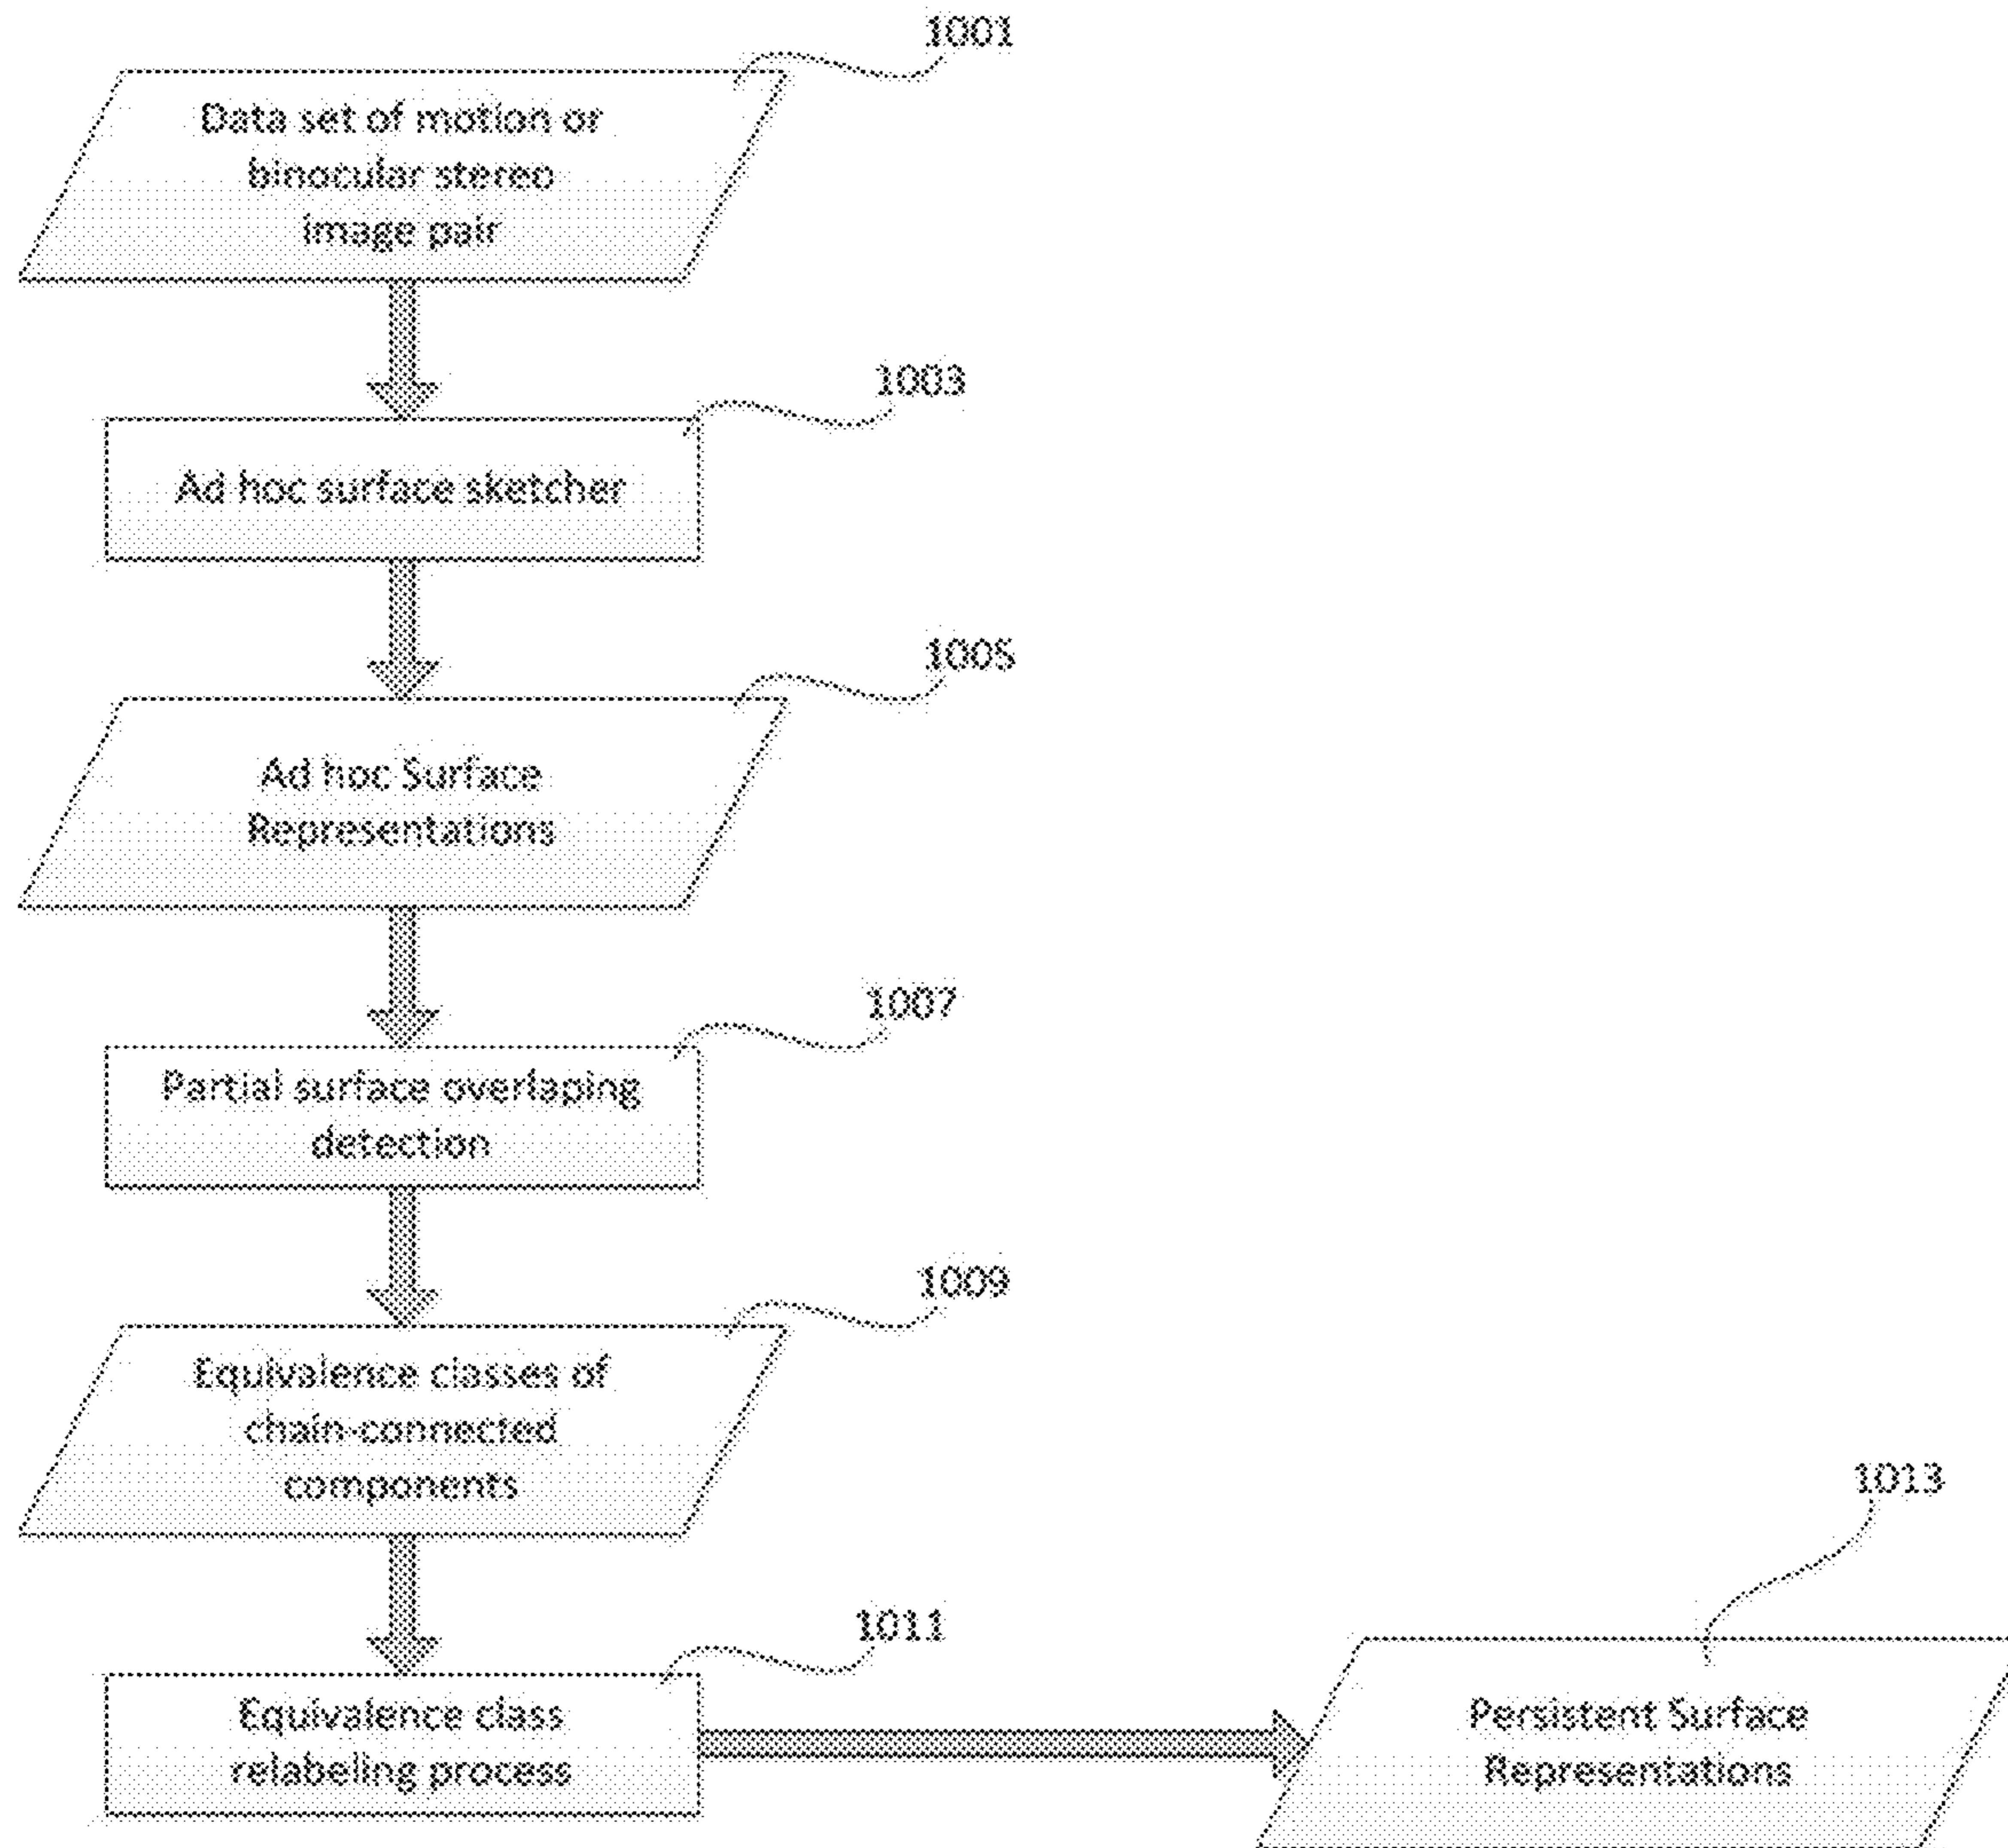 1001
Data set of motion or
binocular stereo
image pair
1003
Ad hoc surface sketcher
1005
Ad hoc Surface
Representations
1007
Partial surface overlaping
detection
1009
Equivalence classes of
chain-connected
components
1011
Equivalence class
relabeling process
1013
Persistent Surface
Representations